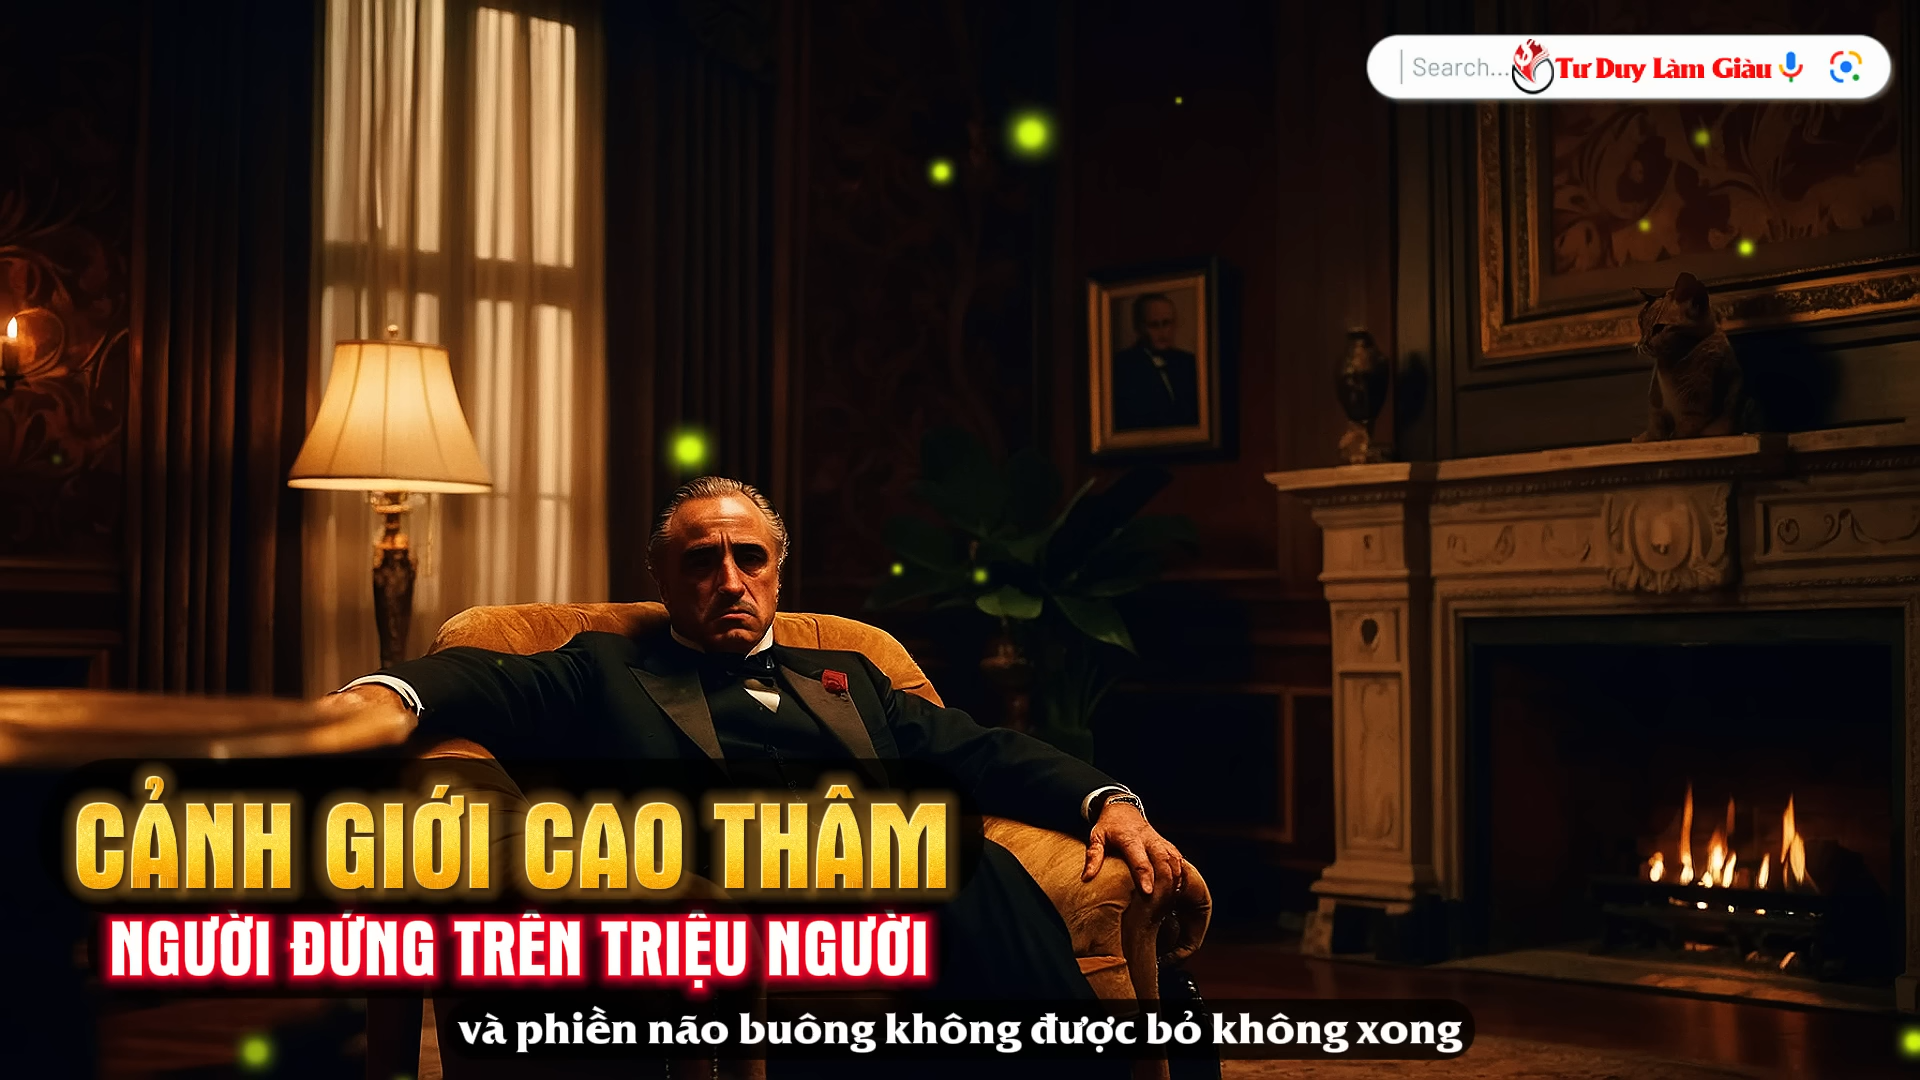 Search... Tư Duy Làm Giàu
CẢNH GIỚI CAO THÂM
NGƯỜI ĐỨNG TRÊN TRIỆU NGƯỜI
và phiền não buông không được bỏ không xong